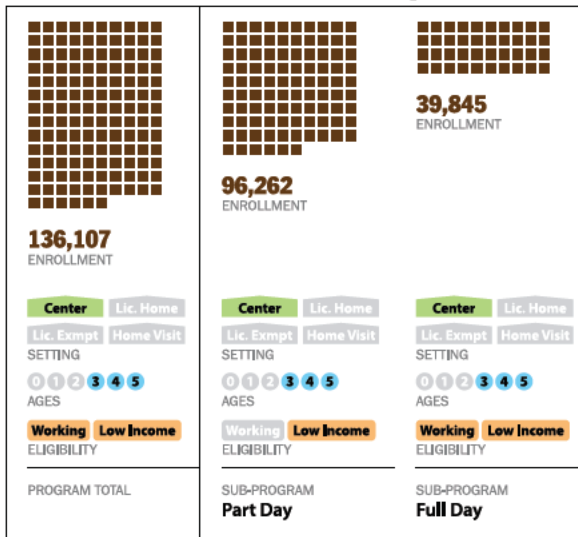 136,107
ENROLLMENT
Center Lic. Home
Lic. Exmpt Home Visit
SETTING
0 1 2 3 4 5
AGES
Working Low Income
ELIGIBILITY
PROGRAM TOTAL
96,262
ENROLLMENT
Center Lic. Home
Lic. Exmpt Home Visit
SETTING
0 1 2 3 4 5
AGES
Working Low Income
ELIGIBILITY
SUB-PROGRAM
Part Day
39,845
ENROLLMENT
Center Lic. Home
Lic. Exmpt Home Visit
SETTING
0 1 2 3 4 5
AGES
Working Low Income
ELIGIBILITY
SUB-PROGRAM
Full Day